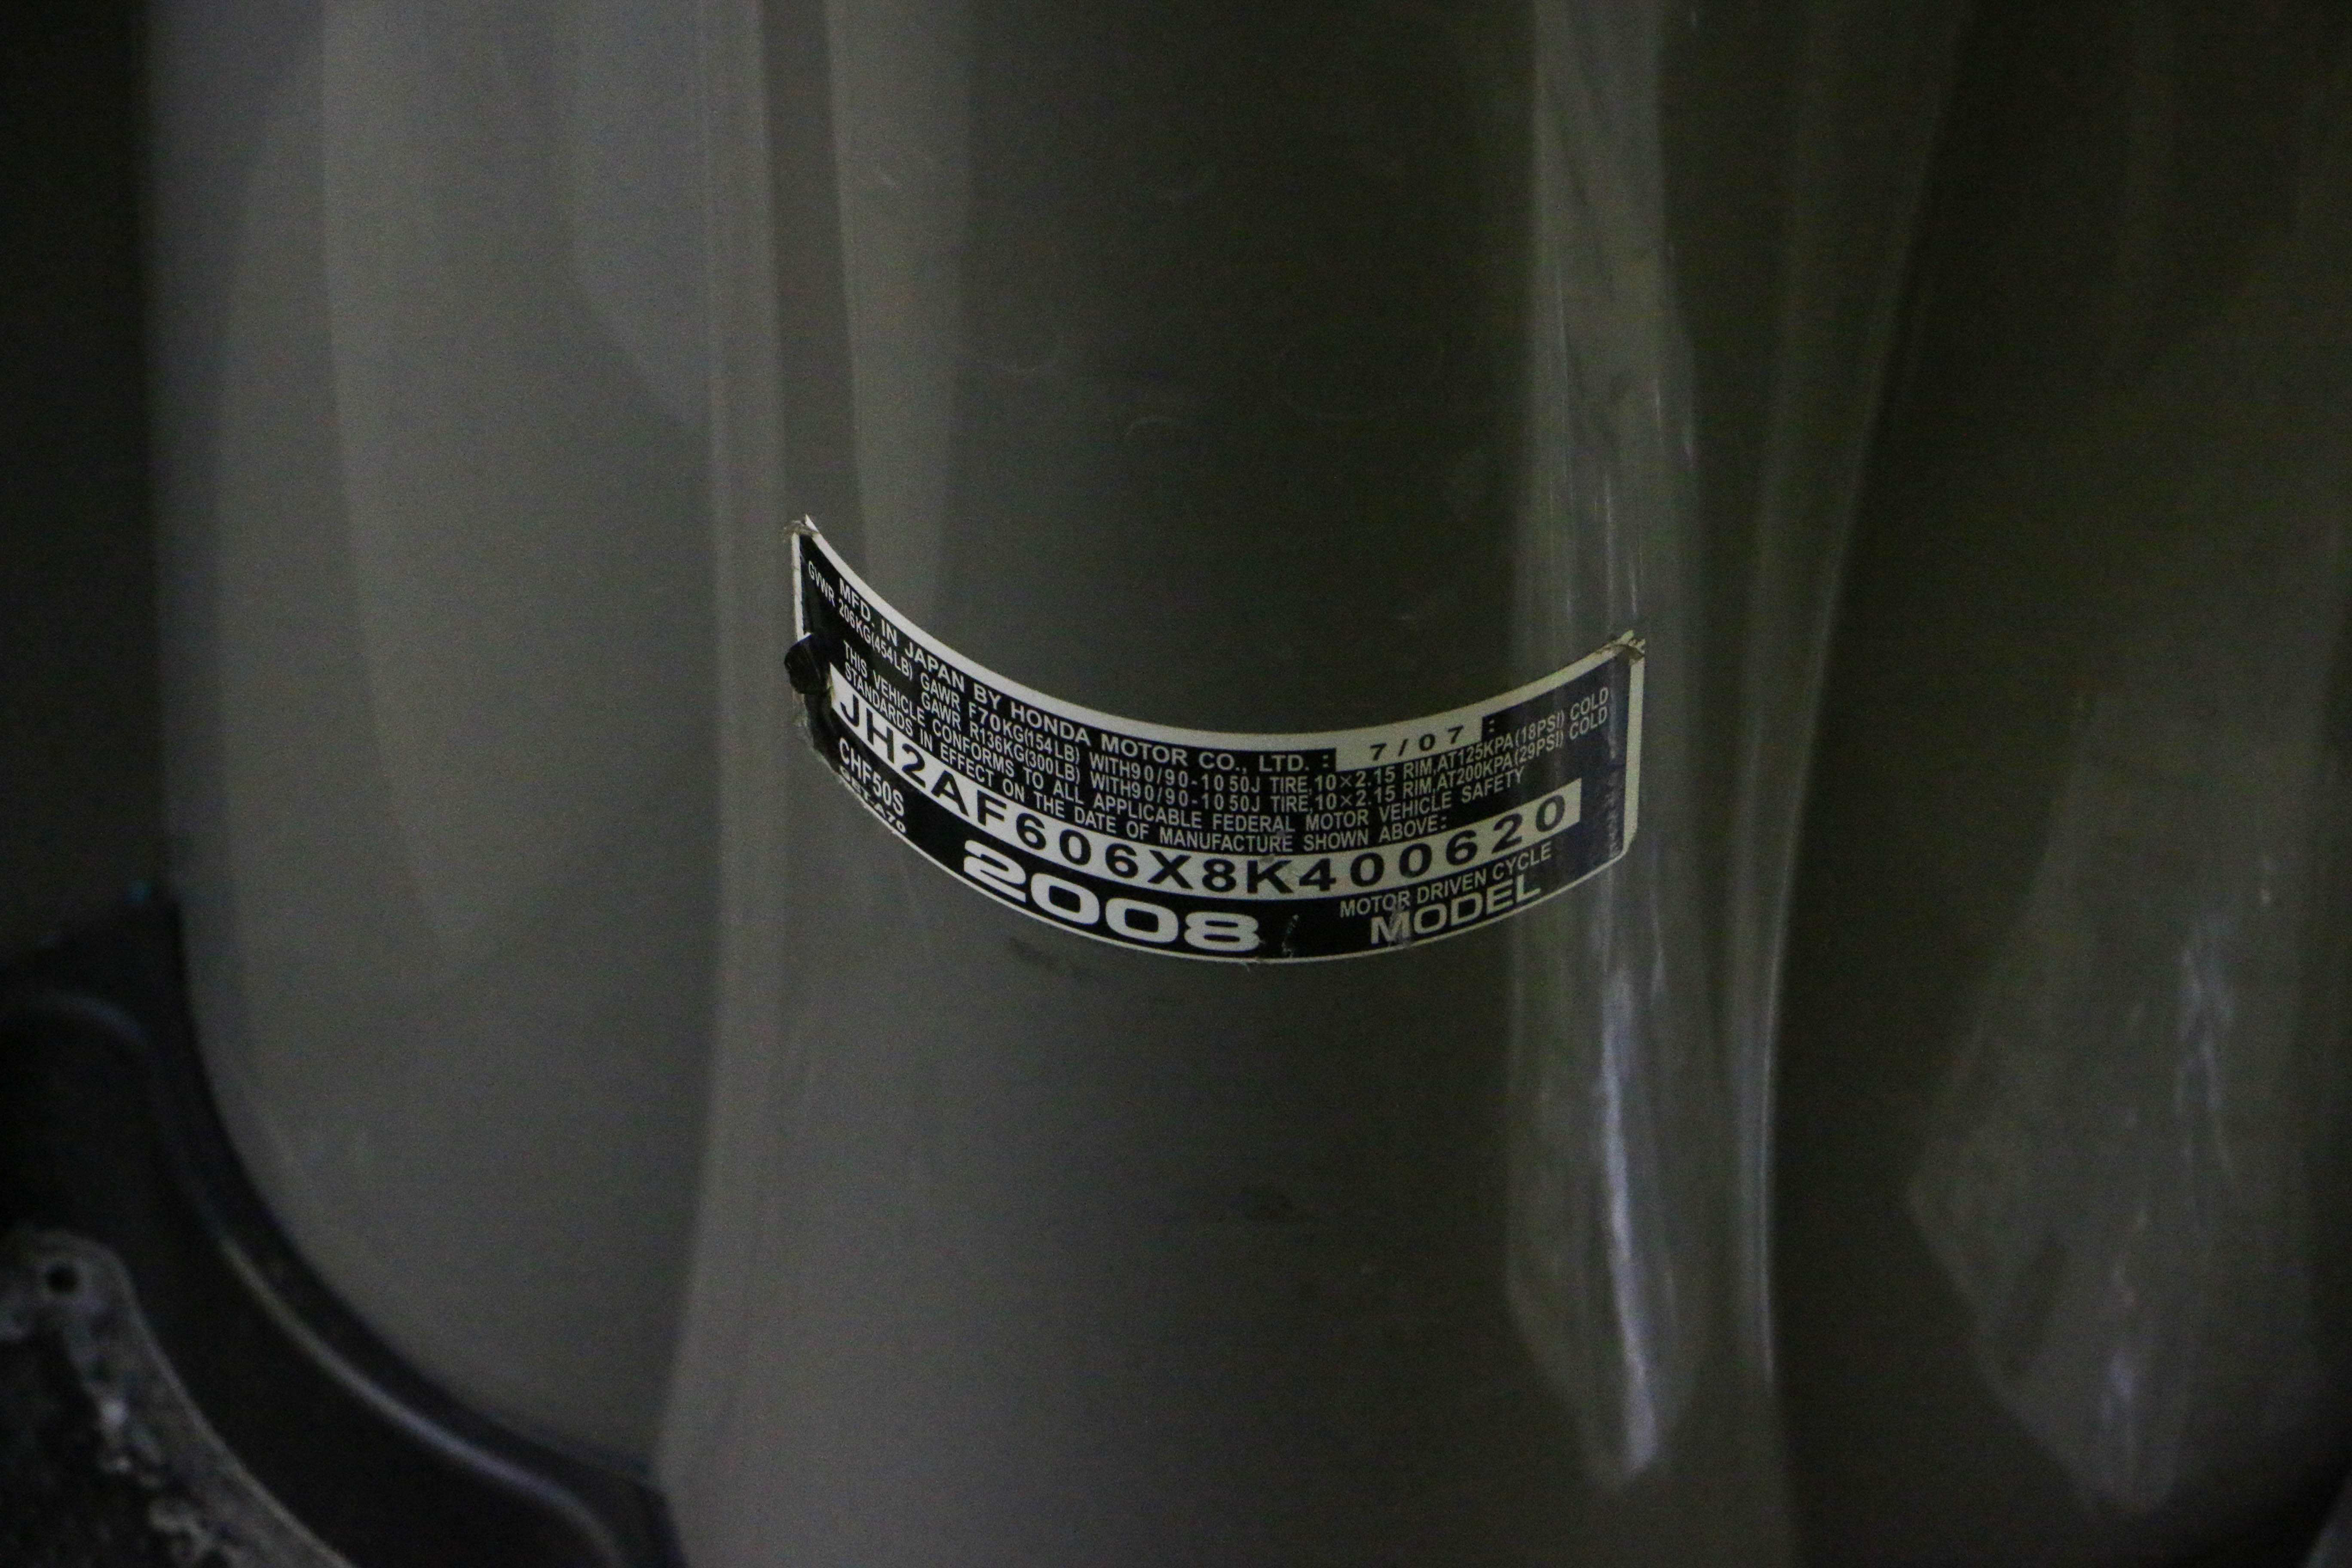 MFD. IN JAPAN BY HONDA MOTOR CO., LTD. : 7/07 :
GVWR 206KG(454LB) GAWR F70KG(154LB) WITH90/90-10 50J TIRE,10×2.15 RIM,AT125KPA(18PSI) COLD
GAWR R136KG(300LB) WITH90/90-10 50J TIRE,10×2.15 RIM,AT200KPA(29PSI) COLD
THIS VEHICLE CONFORMS TO ALL APPLICABLE FEDERAL MOTOR VEHICLE SAFETY
STANDARDS IN EFFECT ON THE DATE OF MANUFACTURE SHOWN ABOVE:
JH2AF606X8K400620
CHF50S MOTOR DRIVEN CYCLE
2008 MODEL